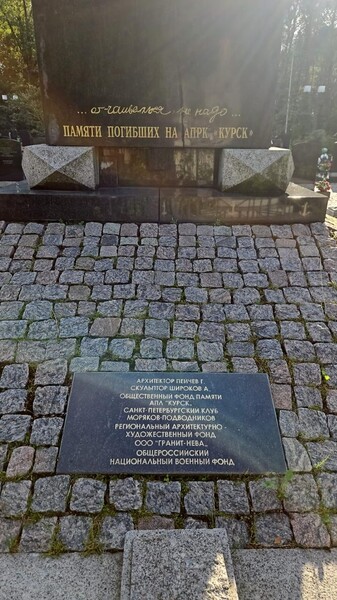 ...отчаиваться не надо...
ПАМЯТИ ПОГИБШИХ НА АПРК „КУРСК"
АРХИТЕКТОР ПЕЙЧЕВ Г.
СКУЛЬПТОР ШИРОКОВ А.
ОБЩЕСТВЕННЫЙ ФОНД ПАМЯТИ
АПЛ "КУРСК„
САНКТ-ПЕТЕРБУРГСКИЙ КЛУБ
МОРЯКОВ-ПОДВОДНИКОВ
РЕГИОНАЛЬНЫЙ АРХИТЕКТУРНО -
ХУДОЖЕСТВЕННЫЙ ФОНД
ООО "ГРАНИТ-НЕВА„
ОБЩЕРОССИЙСКИЙ
НАЦИОНАЛЬНЫЙ ВОЕННЫЙ ФОНД